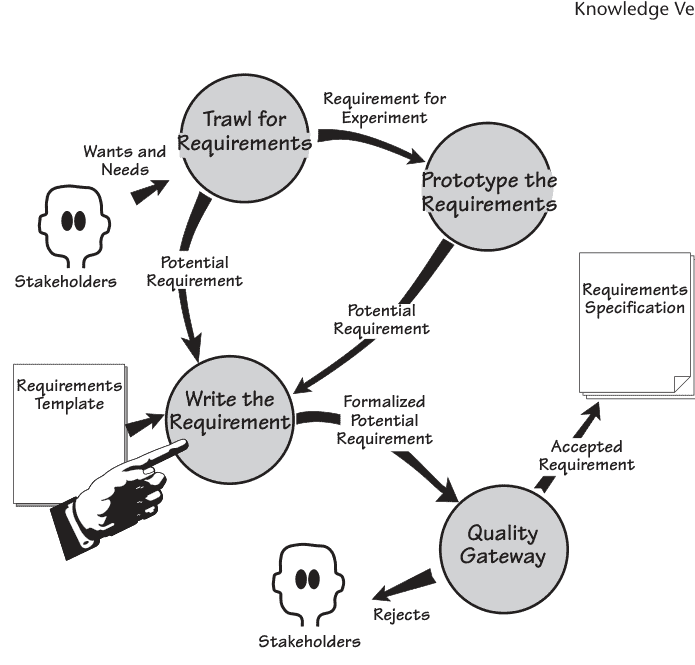 Knowledge Ve
Trawl for
Requirements
Requirement for
Experiment
Wants and
Needs
Prototype the
Requirements
Stakeholders
Potential
Requirement
Requirements
Specification
Potential
Requirement
Requirements
Template
Write the
Requirement
Formalized
Potential
Requirement
Accepted
Requirement
Quality
Gateway
Rejects
Stakeholders